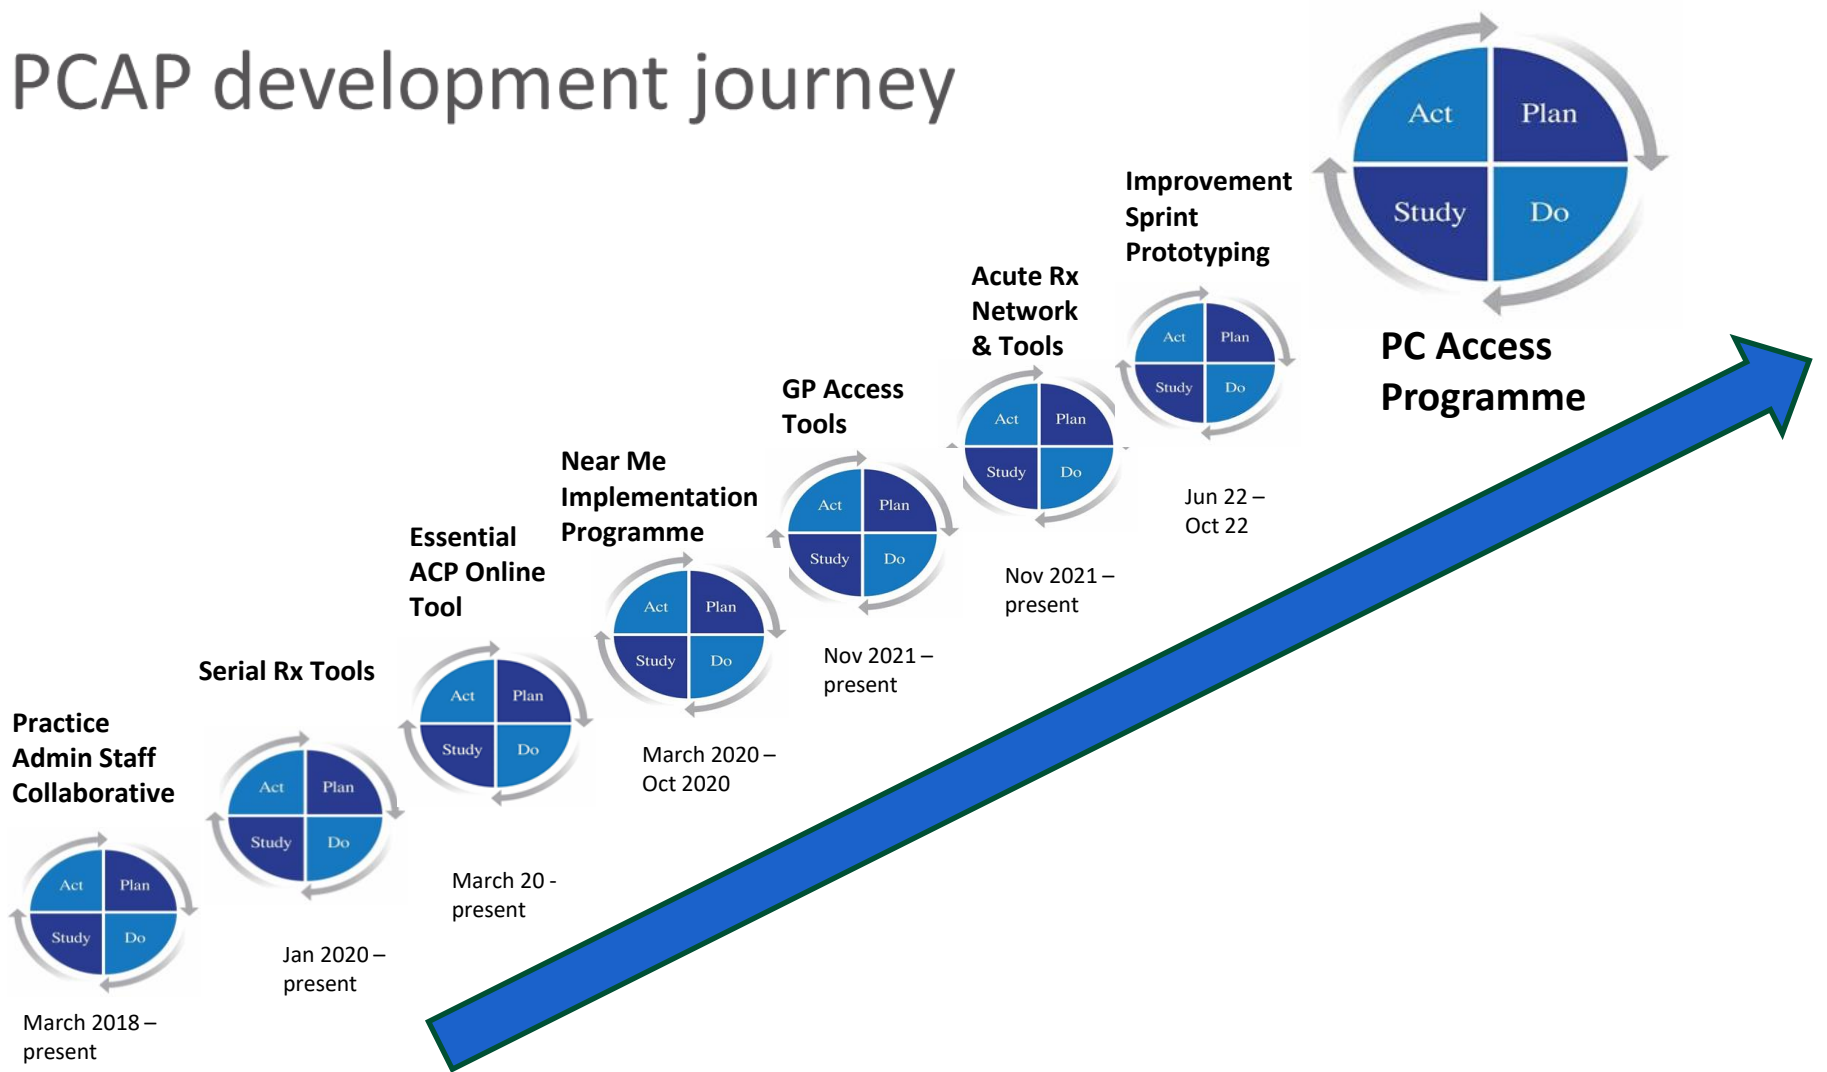 PCAP development journey
Practice
Admin Staff
Collaborative
Act
Plan
Study
Do
March 2018 –
present
Serial Rx Tools
Act
Plan
Study
Do
Jan 2020 –
present
Essential
ACP Online
Tool
Act
Plan
Study
Do
March 20 -
present
Near Me
Implementation
Programme
Act
Plan
Study
Do
March 2020 –
Oct 2020
GP Access
Tools
Act
Plan
Study
Do
Nov 2021 –
present
Acute Rx
Network
& Tools
Act
Plan
Study
Do
Nov 2021 –
present
Improvement
Sprint
Prototyping
Act
Plan
Study
Do
Jun 22 –
Oct 22
Act
Plan
Study
Do
PC Access
Programme